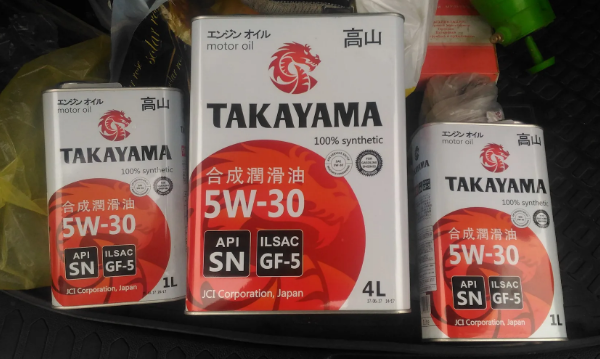 エンジン オイル
motor oil
高山
TAKAYAMA
100% synthetic
合成潤滑油
5W-30
API
SN
ILSAC
GF-5
1L
JCI Corporation, Japan
エンジン オイル
motor oil
高山
TAKAYAMA
100% synthetic
合成潤滑油
5W-30
API
SN
ILSAC
GF-5
4L
JCI Corporation, Japan
エンジン オイル
motor oil
高山
TAKAYAMA
100% synthetic
合成潤滑油
5W-30
API
SN
ILSAC
GF-5
1L
JCI Corporation, Japan